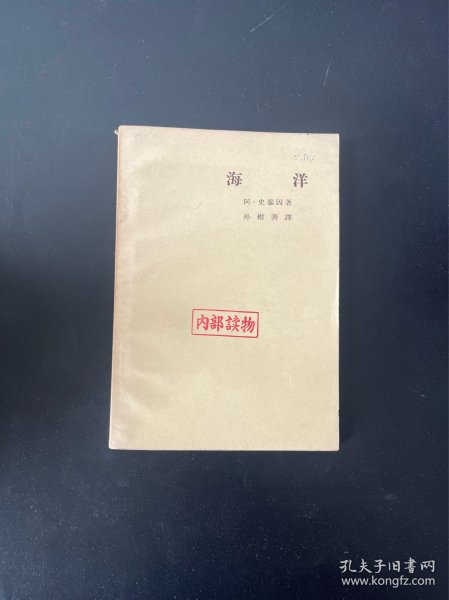 海 洋
阿·史泰因著
孙維善譯
内部読物
孔夫子旧书网
www.kongfz.com